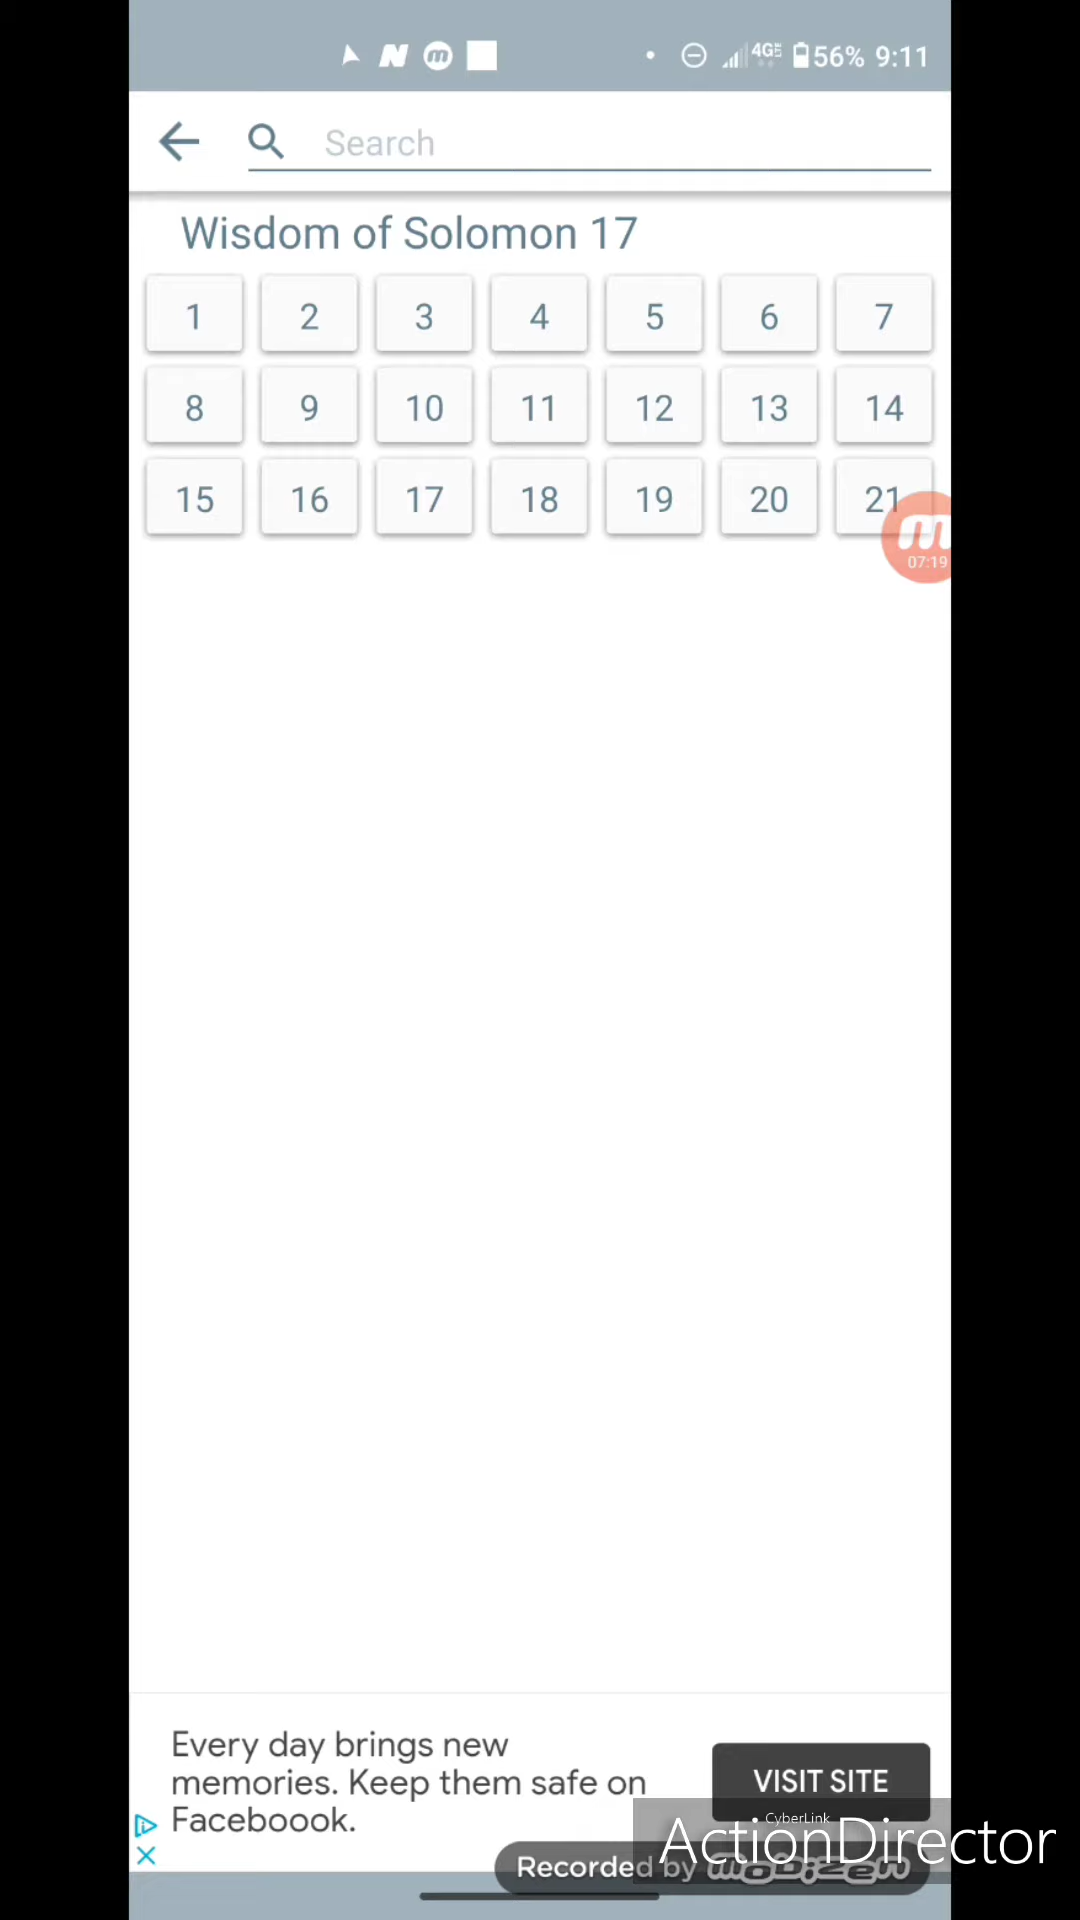 4GE 56% 9:11
Search
Wisdom of Solomon 17
1 2 3 4 5 6 7
8 9 10 11 12 13 14
15 16 17 18 19 20 21
07:19
Every day brings new
memories. Keep them safe on
Faceboook.
VISIT SITE
CyberLink
ActionDirector
Recorded by mobizen